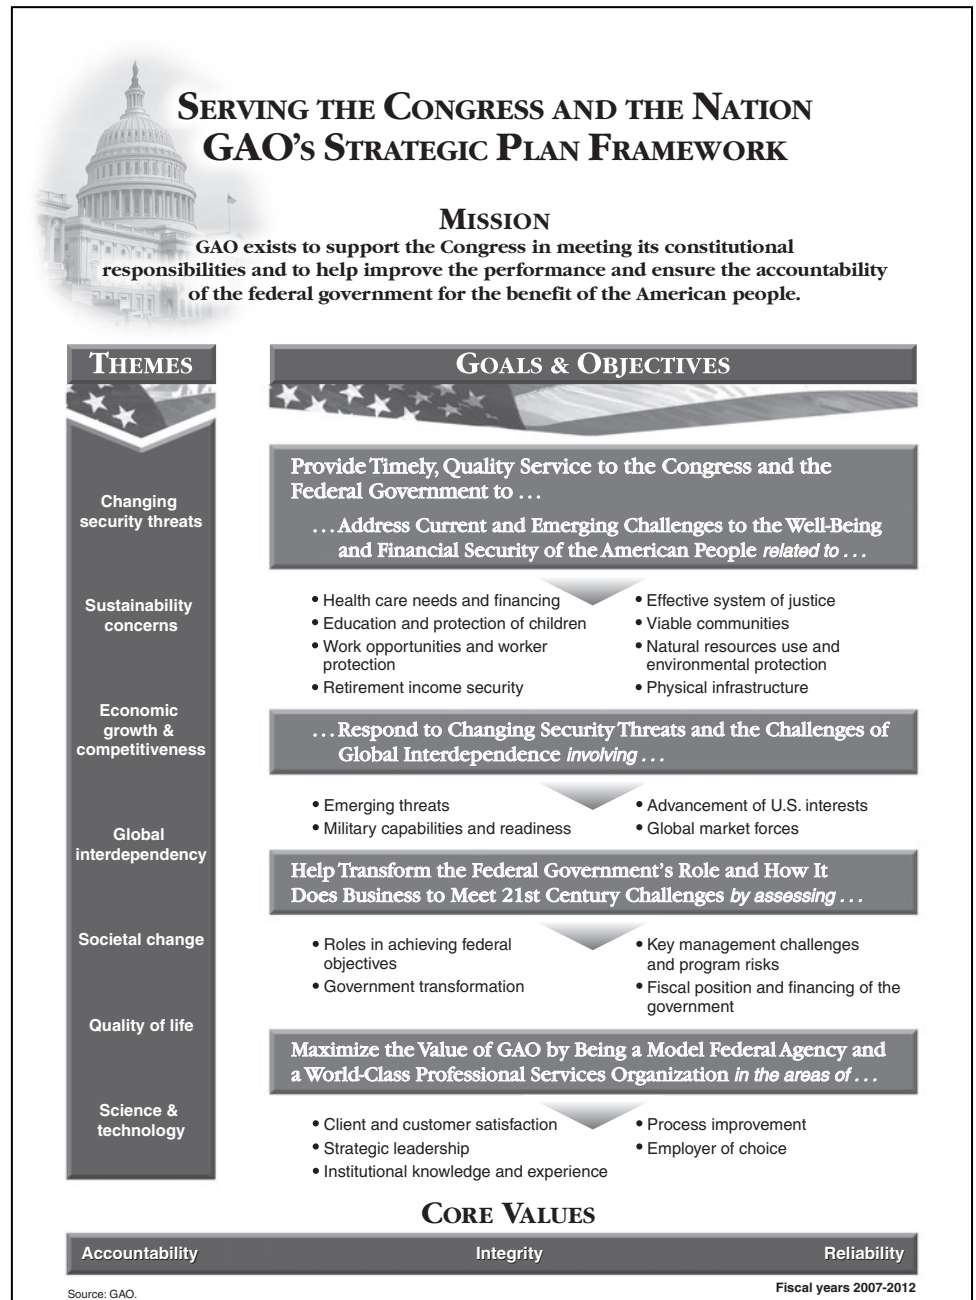 SERVING THE CONGRESS AND THE NATION
GAO'S STRATEGIC PLAN FRAMEWORK
MISSION
GAO exists to support the Congress in meeting its constitutional
responsibilities and to help improve the performance and ensure the accountability
of the federal government for the benefit of the American people.
THEMES
Changing
security threats
Sustainability
concerns
Economic
growth &
competitiveness
Global
interdependency
Societal change
Quality of life
Science &
technology
GOALS & OBJECTIVES
Provide Timely, Quality Service to the Congress and the
Federal Government to . . .
. . . Address Current and Emerging Challenges to the Well-Being
and Financial Security of the American People related to . . .
• Health care needs and financing
• Education and protection of children
• Work opportunities and worker
protection
• Retirement income security
• Effective system of justice
• Viable communities
• Natural resources use and
environmental protection
• Physical infrastructure
. . . Respond to Changing Security Threats and the Challenges of
Global Interdependence involving . . .
• Emerging threats
• Military capabilities and readiness
• Advancement of U.S. interests
• Global market forces
Help Transform the Federal Government's Role and How It
Does Business to Meet 21st Century Challenges by assessing . . .
• Roles in achieving federal
objectives
• Government transformation
• Key management challenges
and program risks
• Fiscal position and financing of the
government
Maximize the Value of GAO by Being a Model Federal Agency and
a World-Class Professional Services Organization in the areas of . . .
• Client and customer satisfaction
• Strategic leadership
• Institutional knowledge and experience
• Process improvement
• Employer of choice
CORE VALUES
Accountability Integrity Reliability
Source: GAO.
Fiscal years 2007-2012